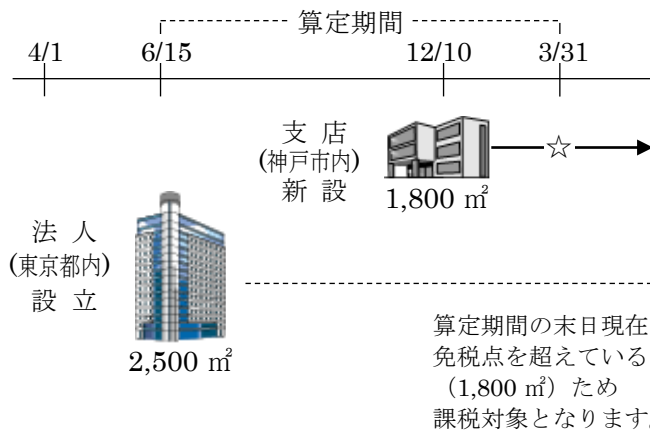 算定期間
4/1 6/15 12/10 3/31
支店
(神戸市内)
新設
☆
1,800 ㎡
法人
(東京都内)
設立
2,500 ㎡
算定期間の末日現在
免税点を超えている
（1,800 ㎡）ため
課税対象となります。